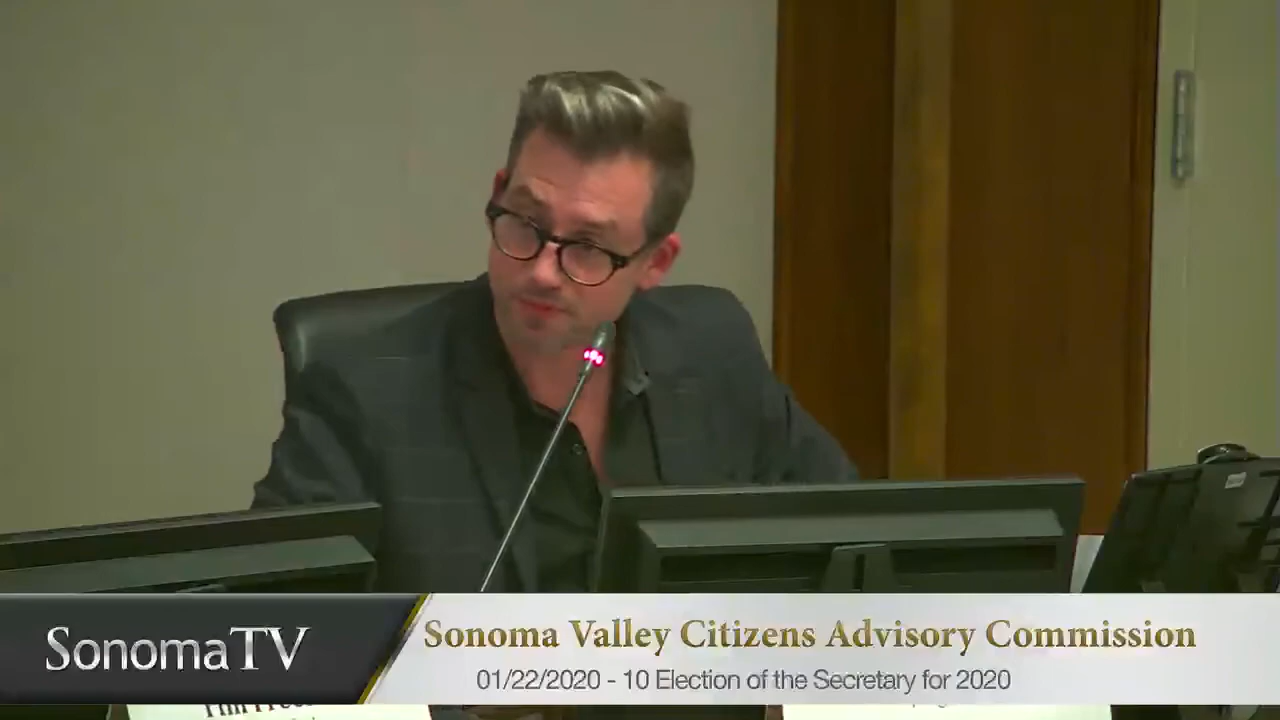 SonomaTV
Sonoma Valley Citizens Advisory Commission
01/22/2020 - 10 Election of the Secretary for 2020